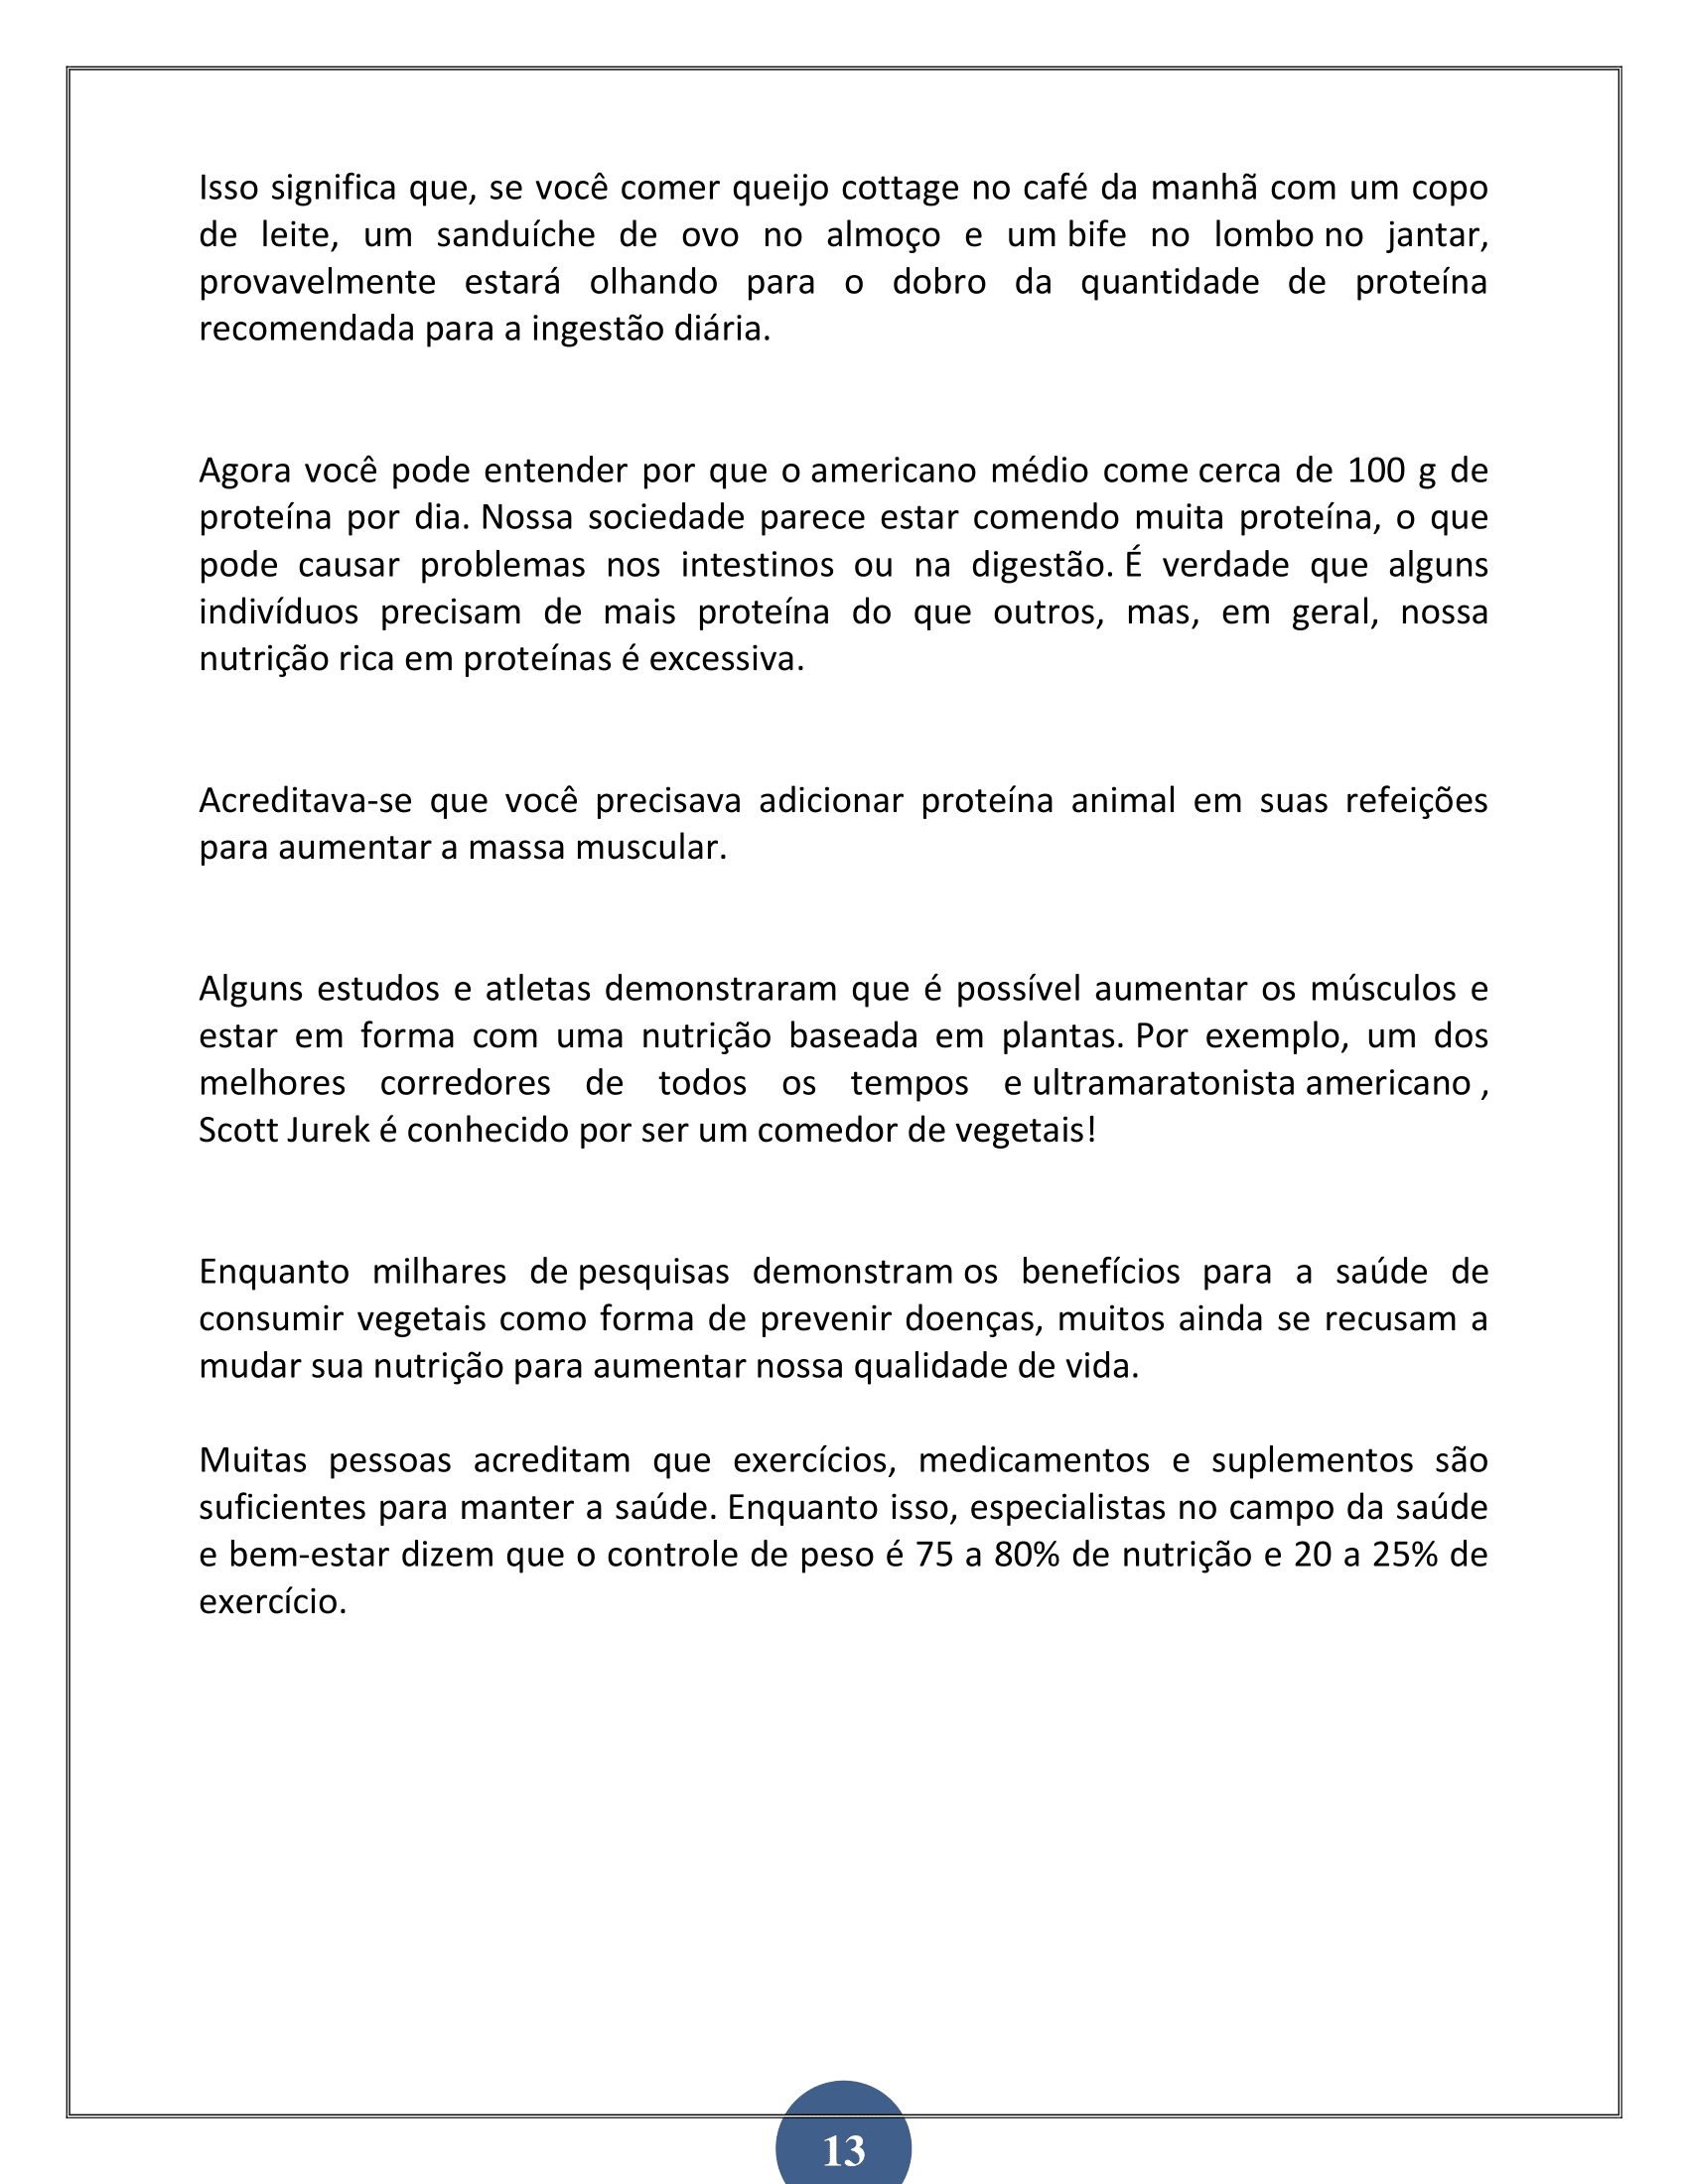 Isso significa que, se você comer queijo cottage no café da manhã com um copo
de leite, um sanduíche de ovo no almoço e um bife no lombo no jantar,
provavelmente estará olhando para o dobro da quantidade de proteína
recomendada para a ingestão diária.
Agora você pode entender por que o americano médio come cerca de 100 g de
proteína por dia. Nossa sociedade parece estar comendo muita proteína, o que
pode causar problemas nos intestinos ou na digestão. É verdade que alguns
indivíduos precisam de mais proteína do que outros, mas, em geral, nossa
nutrição rica em proteínas é excessiva.
Acreditava-se que você precisava adicionar proteína animal em suas refeições
para aumentar a massa muscular.
Alguns estudos e atletas demonstraram que é possível aumentar os músculos e
estar em forma com uma nutrição baseada em plantas. Por exemplo, um dos
melhores corredores de todos os tempos e ultramaratonista americano ,
Scott Jurek é conhecido por ser um comedor de vegetais!
Enquanto milhares de pesquisas demonstram os benefícios para a saúde de
consumir vegetais como forma de prevenir doenças, muitos ainda se recusam a
mudar sua nutrição para aumentar nossa qualidade de vida.
Muitas pessoas acreditam que exercícios, medicamentos e suplementos são
suficientes para manter a saúde. Enquanto isso, especialistas no campo da saúde
e bem-estar dizem que o controle de peso é 75 a 80% de nutrição e 20 a 25% de
exercício.
13